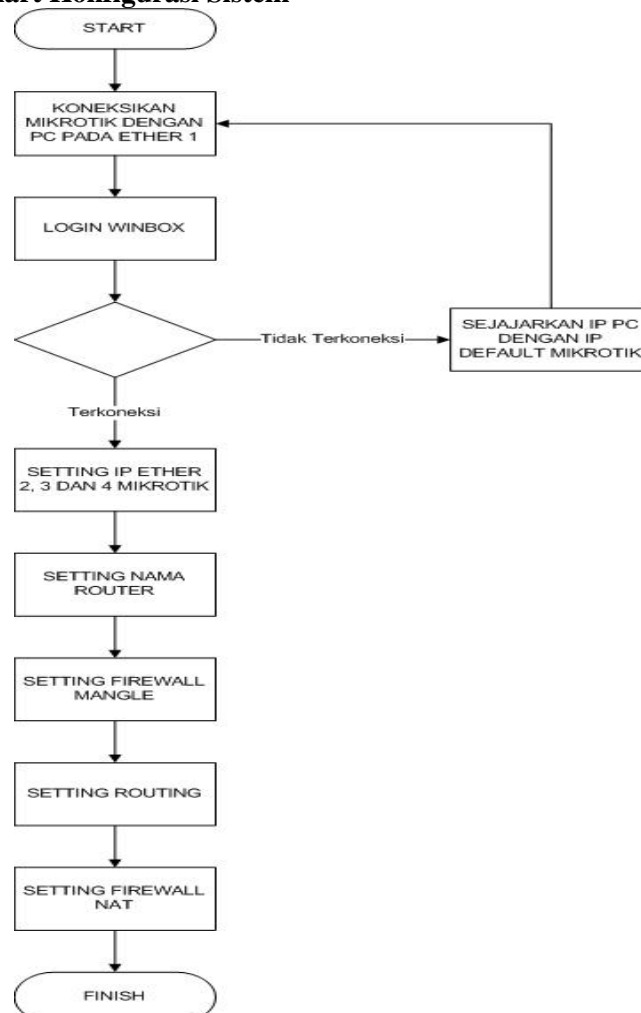 START
KONEKSIKAN
MIKROTIK DENGAN
PC PADA ETHER 1
LOGIN WINBOX
Tidak Terkoneksi
SEJAJARKAN IP PC
DENGAN IP
DEFAULT MIKROTIK
Terkoneksi
SETTING IP ETHER
2, 3 DAN 4 MIKROTIK
SETTING NAMA
ROUTER
SETTING FIREWALL
MANGLE
SETTING ROUTING
SETTING FIREWALL
NAT
FINISH